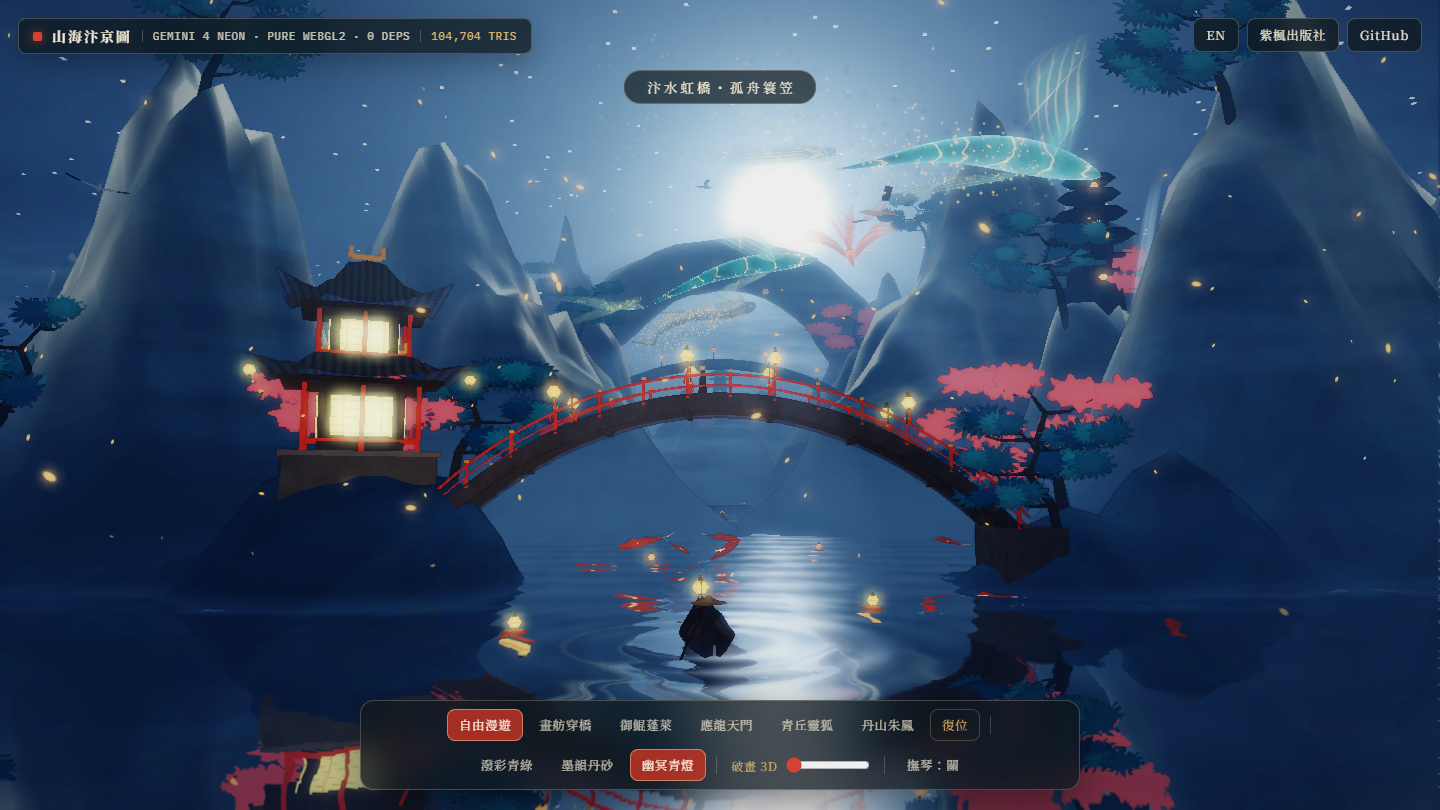 山海汴京圖 GEMINI 4 NEON · PURE WEBGL2 · 0 DEPS 104,704 TRIS
EN 紫楓出版社 GitHub
汴水虹橋·孤舟簑笠
自由漫遊 畫舫穿橋 御鯤蓬萊 應龍天門 青丘靈狐 丹山朱鳳 復位
潑彩青綠 墨韻丹砂 幽冥青燈 破畫 3D 撫琴：關